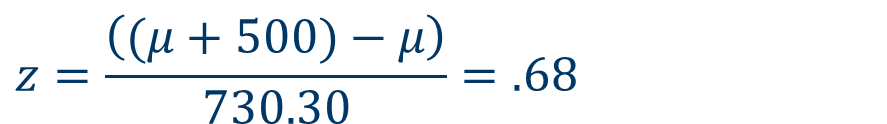 z = ((μ + 500) − μ) / 730.30 = .68